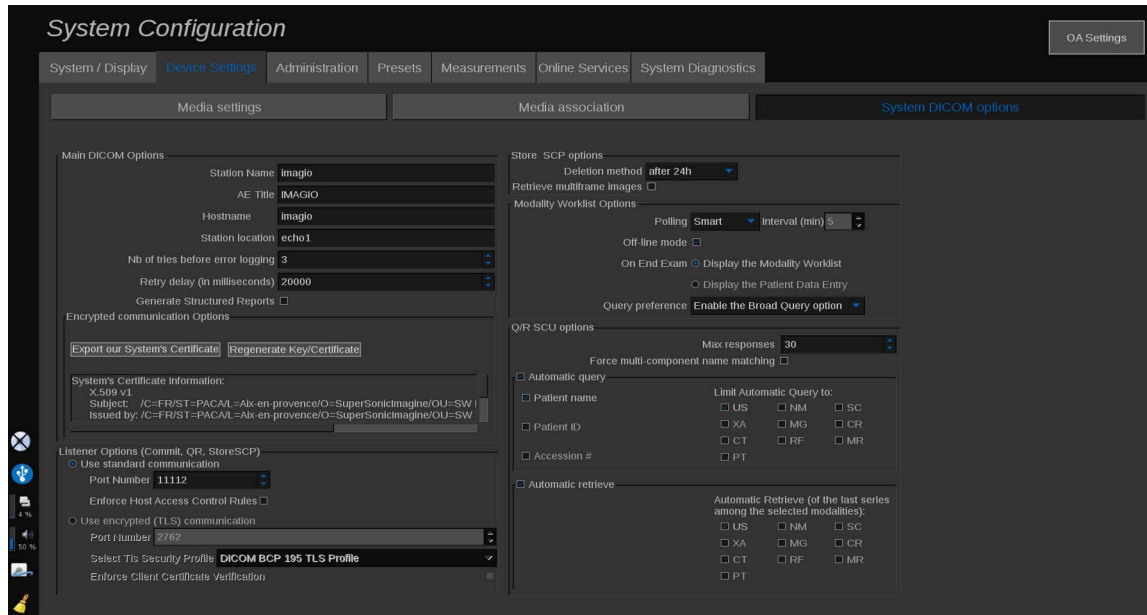 System Configuration
OA Settings
System / Display
Device Settings
Administration
Presets
Measurements
Online Services
System Diagnostics
Media settings
Media association
System DICOM options
Main DICOM Options
Station Name imagio
AE Title IMAGIO
Hostname imagio
Station location echo1
Nb of tries before error logging 3
Retry delay (in milliseconds) 20000
Generate Structured Reports
Encrypted communication Options
Export our System's Certificate Regenerate Key/Certificate
System's Certificate Information:
X.509 v1
Subject: /C=FR/ST=PACA/L=Aix-en-provence/O=SuperSonicImagine/OU=SW
Issued by: /C=FR/ST=PACA/L=Aix-en-provence/O=SuperSonicImagine/OU=SW
Listener Options (Commit, QR, StoreSCP)
Use standard communication
Port Number 11112
Enforce Host Access Control Rules
Use encrypted (TLS) communication
Port Number 2762
Select Tls Security Profile DICOM BCP 195 TLS Profile
Enforce Client Certificate Verification
Store SCP options
Deletion method after 24h
Retrieve multiframe images
Modality Worklist Options
Polling Smart Interval (min) 5
Off-line mode
On End Exam Display the Modality Worklist
Display the Patient Data Entry
Query preference Enable the Broad Query option
Q/R SCU options
Max responses 30
Force multi-component name matching
Automatic query
Patient name
Patient ID
Accession #
Limit Automatic Query to:
US NM SC
XA MG CR
CT RF MR
PT
Automatic retrieve
Automatic Retrieve (of the last series
among the selected modalities):
US NM SC
XA MG CR
CT RF MR
PT
4 %
50 %